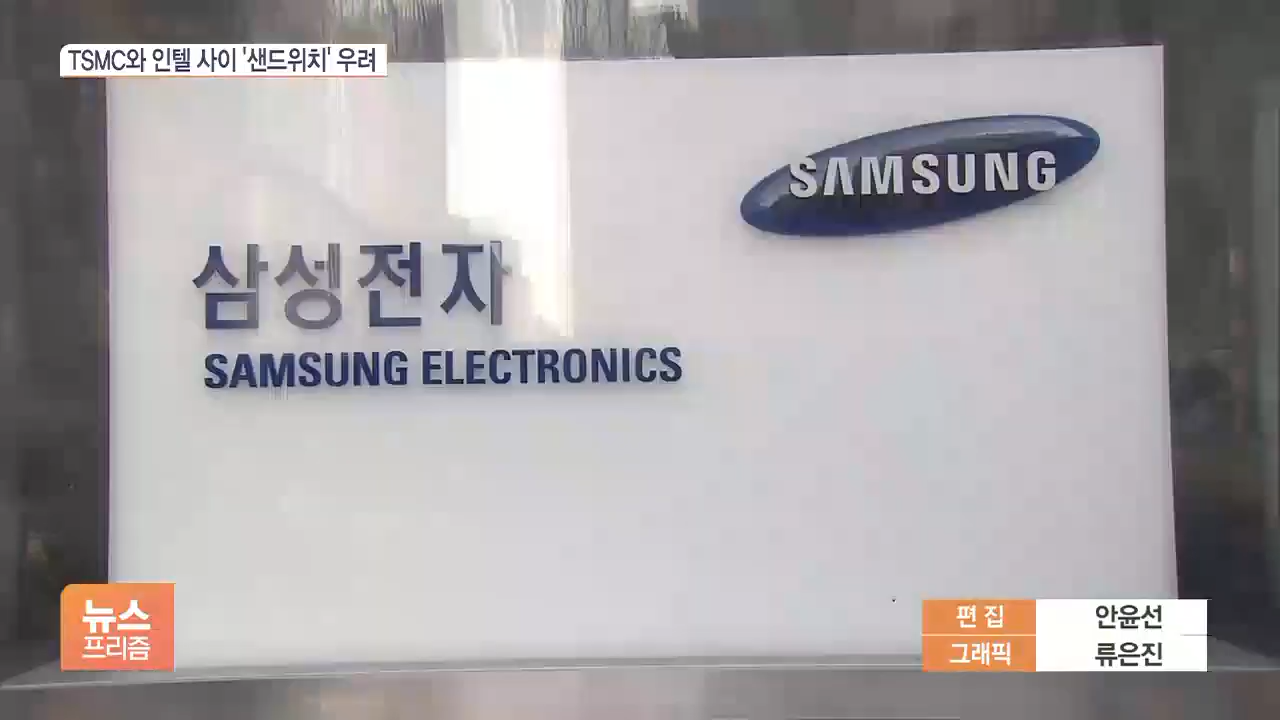 TSMC와 인텔 사이 '샌드위치' 우려
SAMSUNG
삼성전자
SAMSUNG ELECTRONICS
뉴스
프리즘
편 집 안윤선
그래픽 류은진